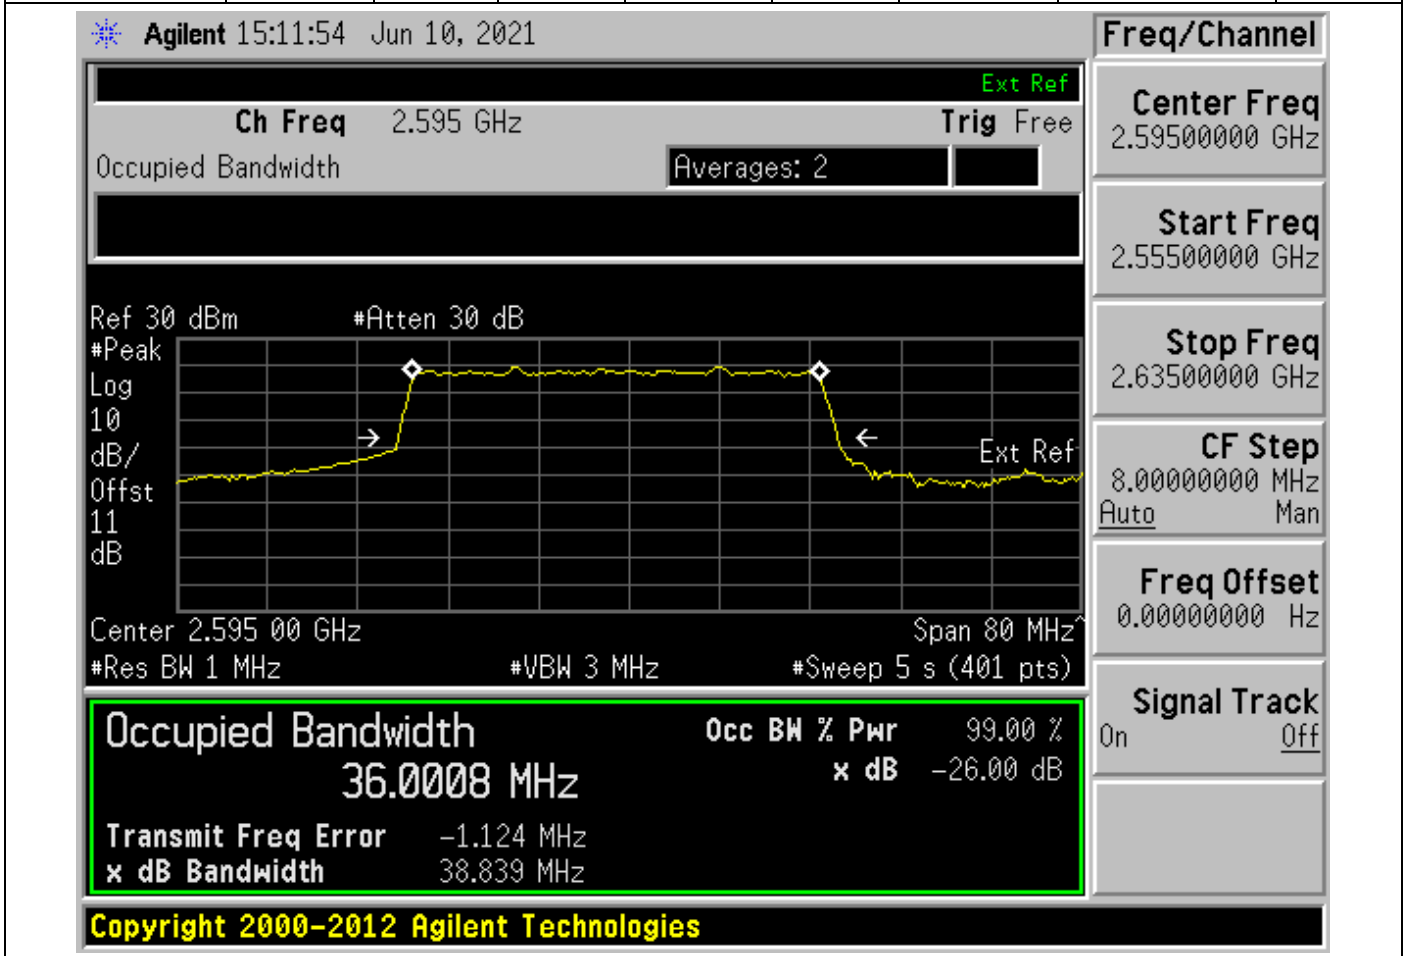 Agilent 15:11:54 Jun 10, 2021
Freq/Channel
Ext Ref
Ch Freq 2.595 GHz Trig Free
Occupied Bandwidth Averages: 2
Center Freq
2.59500000 GHz
Start Freq
2.55500000 GHz
Stop Freq
2.63500000 GHz
CF Step
8.00000000 MHz
Auto Man
Freq Offset
0.00000000 Hz
Signal Track
On Off
Ref 30 dBm #Atten 30 dB
#Peak
Log
10
dB/
Offst
11
dB
Ext Ref
Center 2.595 00 GHz Span 80 MHz^
#Res BW 1 MHz #VBW 3 MHz #Sweep 5 s (401 pts)
Occupied Bandwidth
36.0008 MHz
Occ BW % Pwr 99.00 %
x dB -26.00 dB
Transmit Freq Error -1.124 MHz
x dB Bandwidth 38.839 MHz
Copyright 2000-2012 Agilent Technologies